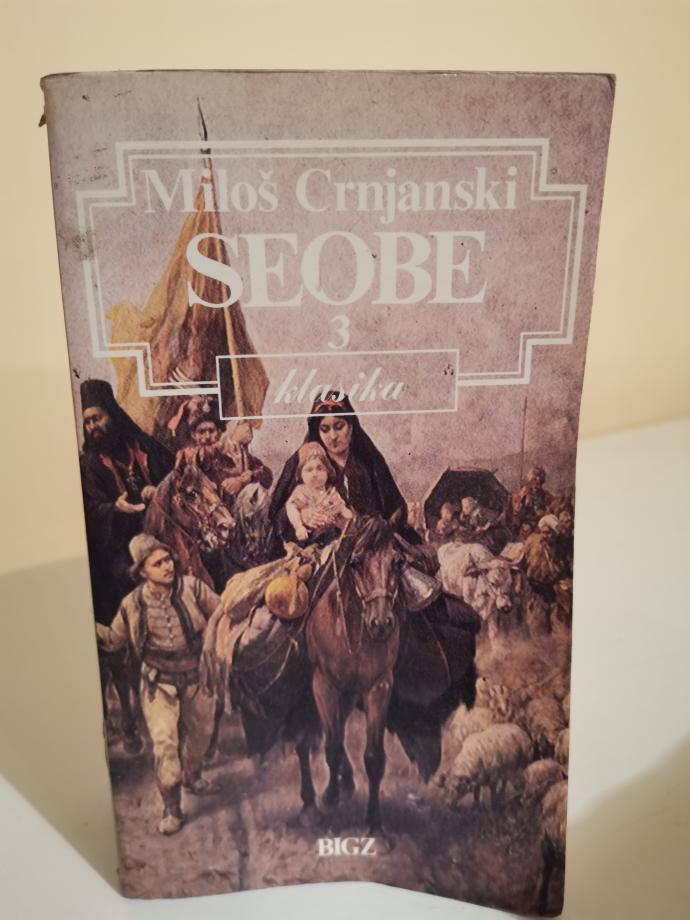 Miloš Crnjanski
SEOBE
3
klasika
BIGZ